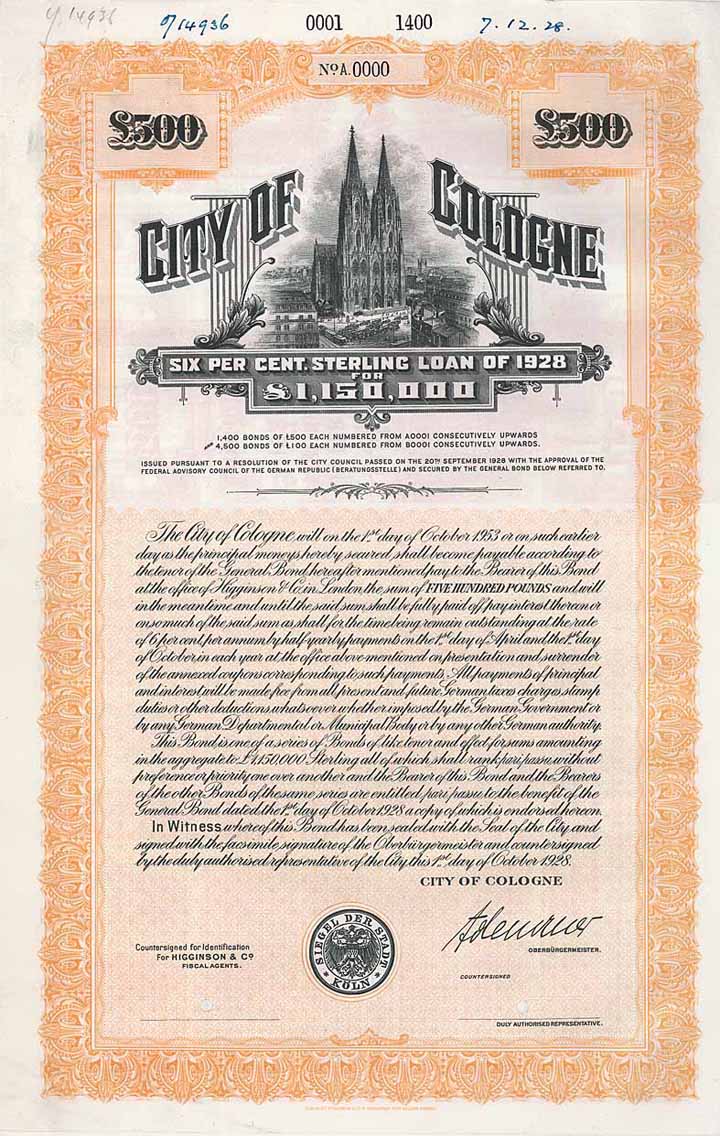 0/14936 0001 1400 7.12.28.
No A. 0000
£500 £500
CITY OF COLOGNE
SIX PER CENT. STERLING LOAN OF 1928
FOR
£1,150,000
1,400 BONDS OF £500 EACH NUMBERED FROM A0001 CONSECUTIVELY UPWARDS
AND 4,500 BONDS OF £100 EACH NUMBERED FROM B0001 CONSECUTIVELY UPWARDS.
ISSUED PURSUANT TO A RESOLUTION OF THE CITY COUNCIL PASSED ON THE 20TH SEPTEMBER 1928 WITH THE APPROVAL OF THE
FEDERAL ADVISORY COUNCIL OF THE GERMAN REPUBLIC (BERATUNGSSTELLE) AND SECURED BY THE GENERAL BOND BELOW REFERRED TO.
The City of Cologne will on the 1st day of October 1953 or on such earlier
day as the principal moneys hereby secured shall become payable according to
the tenor of the General Bond hereafter mentioned pay to the Bearer of this Bond
at the office of Higginson & Co. in London the sum of FIVE HUNDRED POUNDS and will
in the meantime and until the said sum shall be fully paid off pay interest thereon or
on so much of the said sum as shall for the time being remain outstanding at the rate
of 6 per cent. per annum by half-yearly payments on the 1st day of April and the 1st day
of October in each year at the office above mentioned on presentation and surrender
of the annexed coupons corresponding to such payments. All payments of principal
and interest will be made free from all present and future German taxes charges stamp
duties or other deductions whatsoever whether imposed by the German Government or
by any German Departmental or Municipal Body or by any other German authority.
This Bond is one of a series of Bonds of like tenor and effect for sums amounting
in the aggregate to £1,150,000 Sterling all of which shall rank pari passu without
preference or priority one over another and the Bearer of this Bond and the Bearers
of the other Bonds of the same series are entitled pari passu to the benefit of the
General Bond dated the 1st day of October 1928 a copy of which is endorsed hereon.
In Witness whereof this Bond has been sealed with the Seal of the City and
signed with the facsimile signature of the Oberbürgermeister and countersigned
by the duly authorised representative of the City this 1st day of October 1928.
CITY OF COLOGNE
Adenauer
OBERBÜRGERMEISTER.
Countersigned for Identification
For HIGGINSON & Co
FISCAL AGENTS.
SIEGEL DER STADT
KÖLN
COUNTERSIGNED
DULY AUTHORISED REPRESENTATIVE.